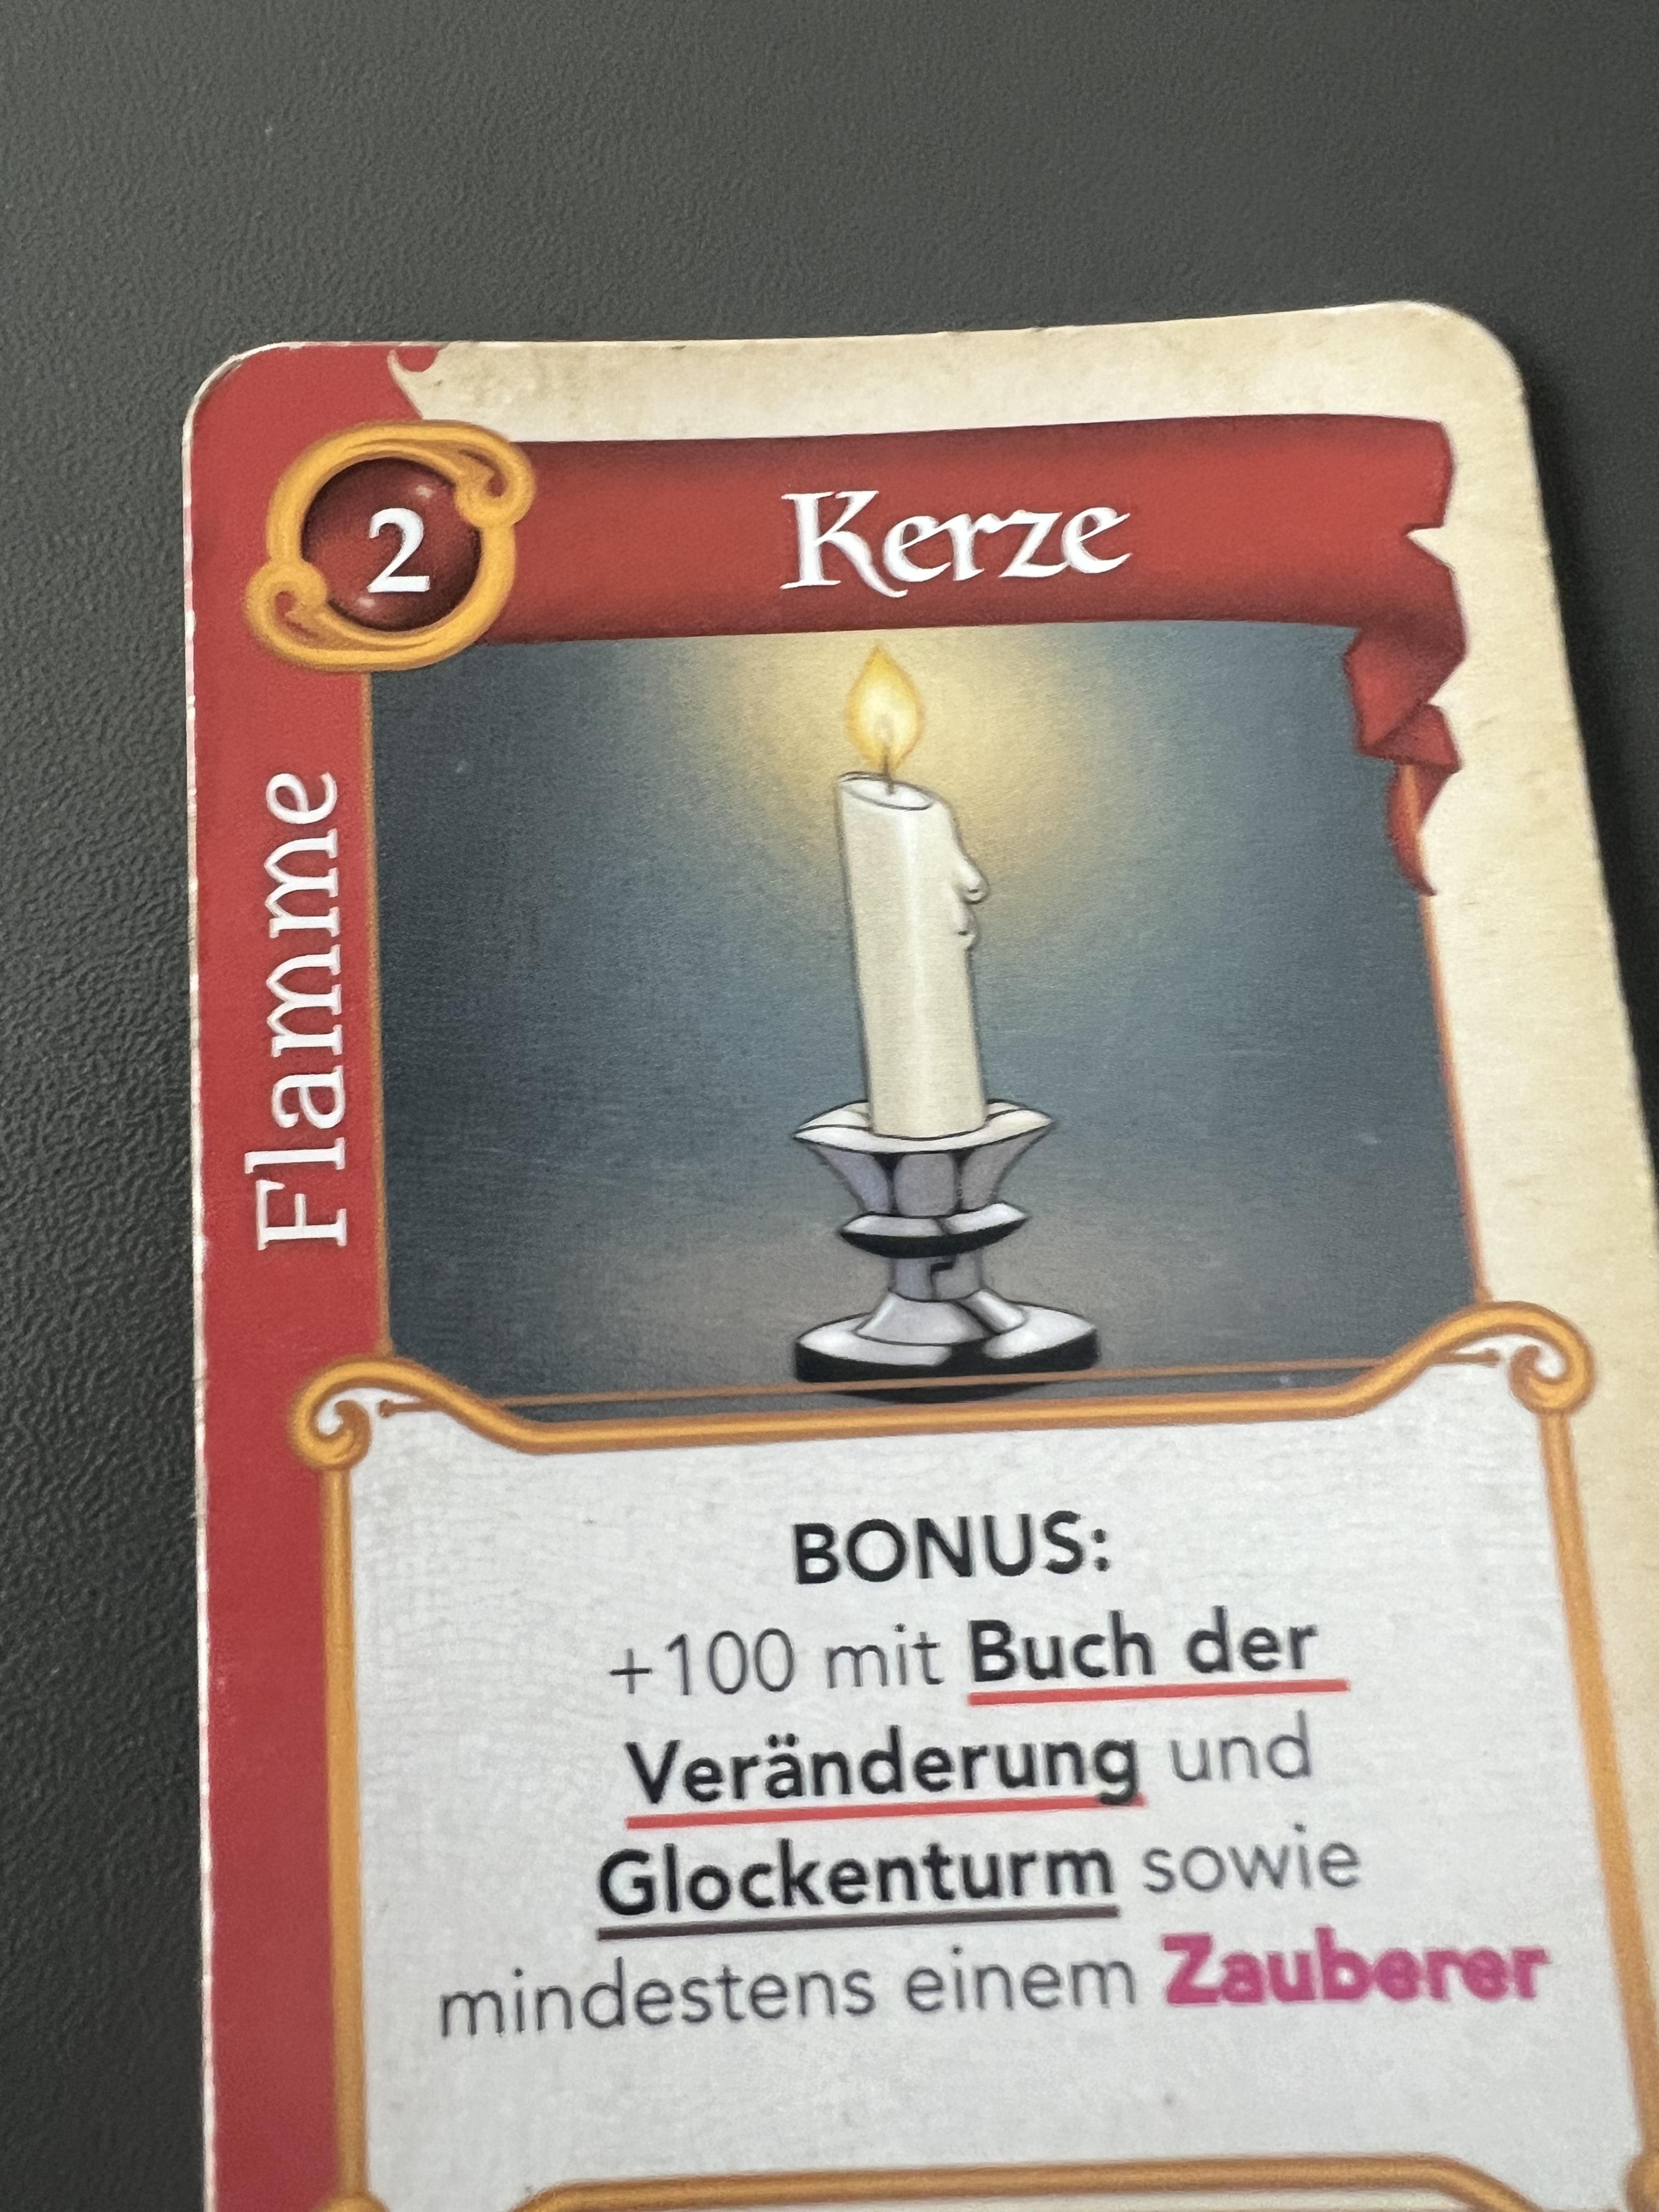 2
Kerze
Flamme
BONUS:
+100 mit Buch der
Veränderung und
Glockenturm sowie
mindestens einem Zauberer